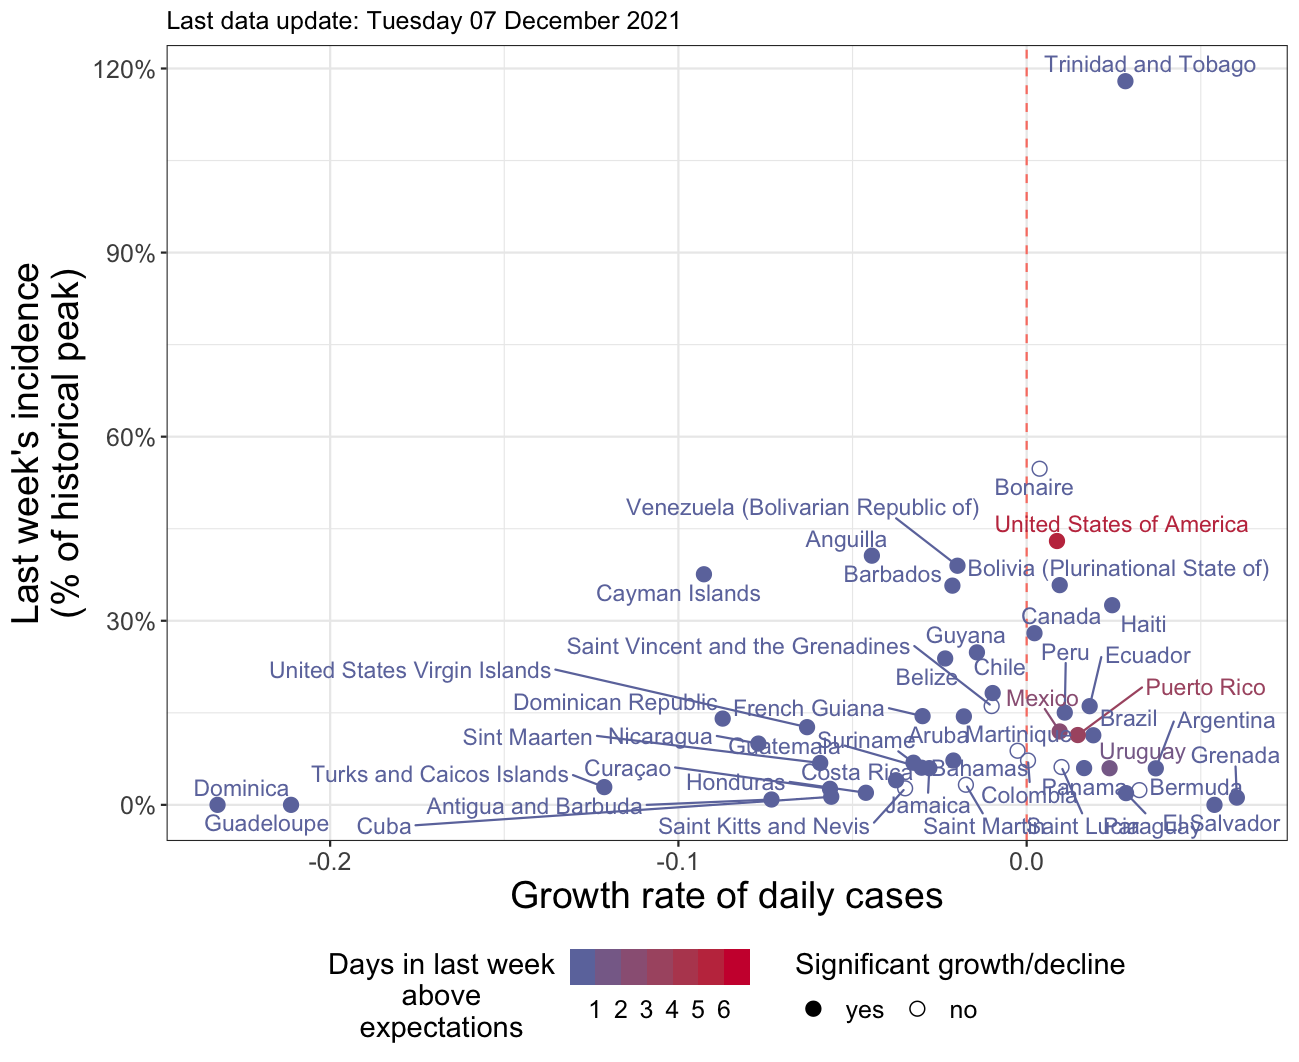 Last data update: Tuesday 07 December 2021
120%
90%
60%
30%
0%
Last week's incidence
(% of historical peak)
Trinidad and Tobago
Bonaire
Venezuela (Bolivarian Republic of)
United States of America
Anguilla
Barbados
Bolivia (Plurinational State of)
Cayman Islands
Canada
Haiti
Guyana
Saint Vincent and the Grenadines
Peru
Ecuador
United States Virgin Islands
Belize
Chile
Puerto Rico
Dominican Republic
French Guiana
Mexico
Brazil
Argentina
Sint Maarten
Nicaragua
Guatemala
Suriname
Aruba
Martinique
Uruguay
Grenada
Turks and Caicos Islands
Curaçao
Costa Rica
Bahamas
Dominica
Honduras
Panama
Bermuda
Antigua and Barbuda
Jamaica
Colombia
Guadeloupe
Cuba
Saint Kitts and Nevis
Saint Martin
Saint Lucia
Paraguay
El Salvador
-0.2
-0.1
0.0
Growth rate of daily cases
Days in last week
above
expectations
1 2 3 4 5 6
Significant growth/decline
yes
no